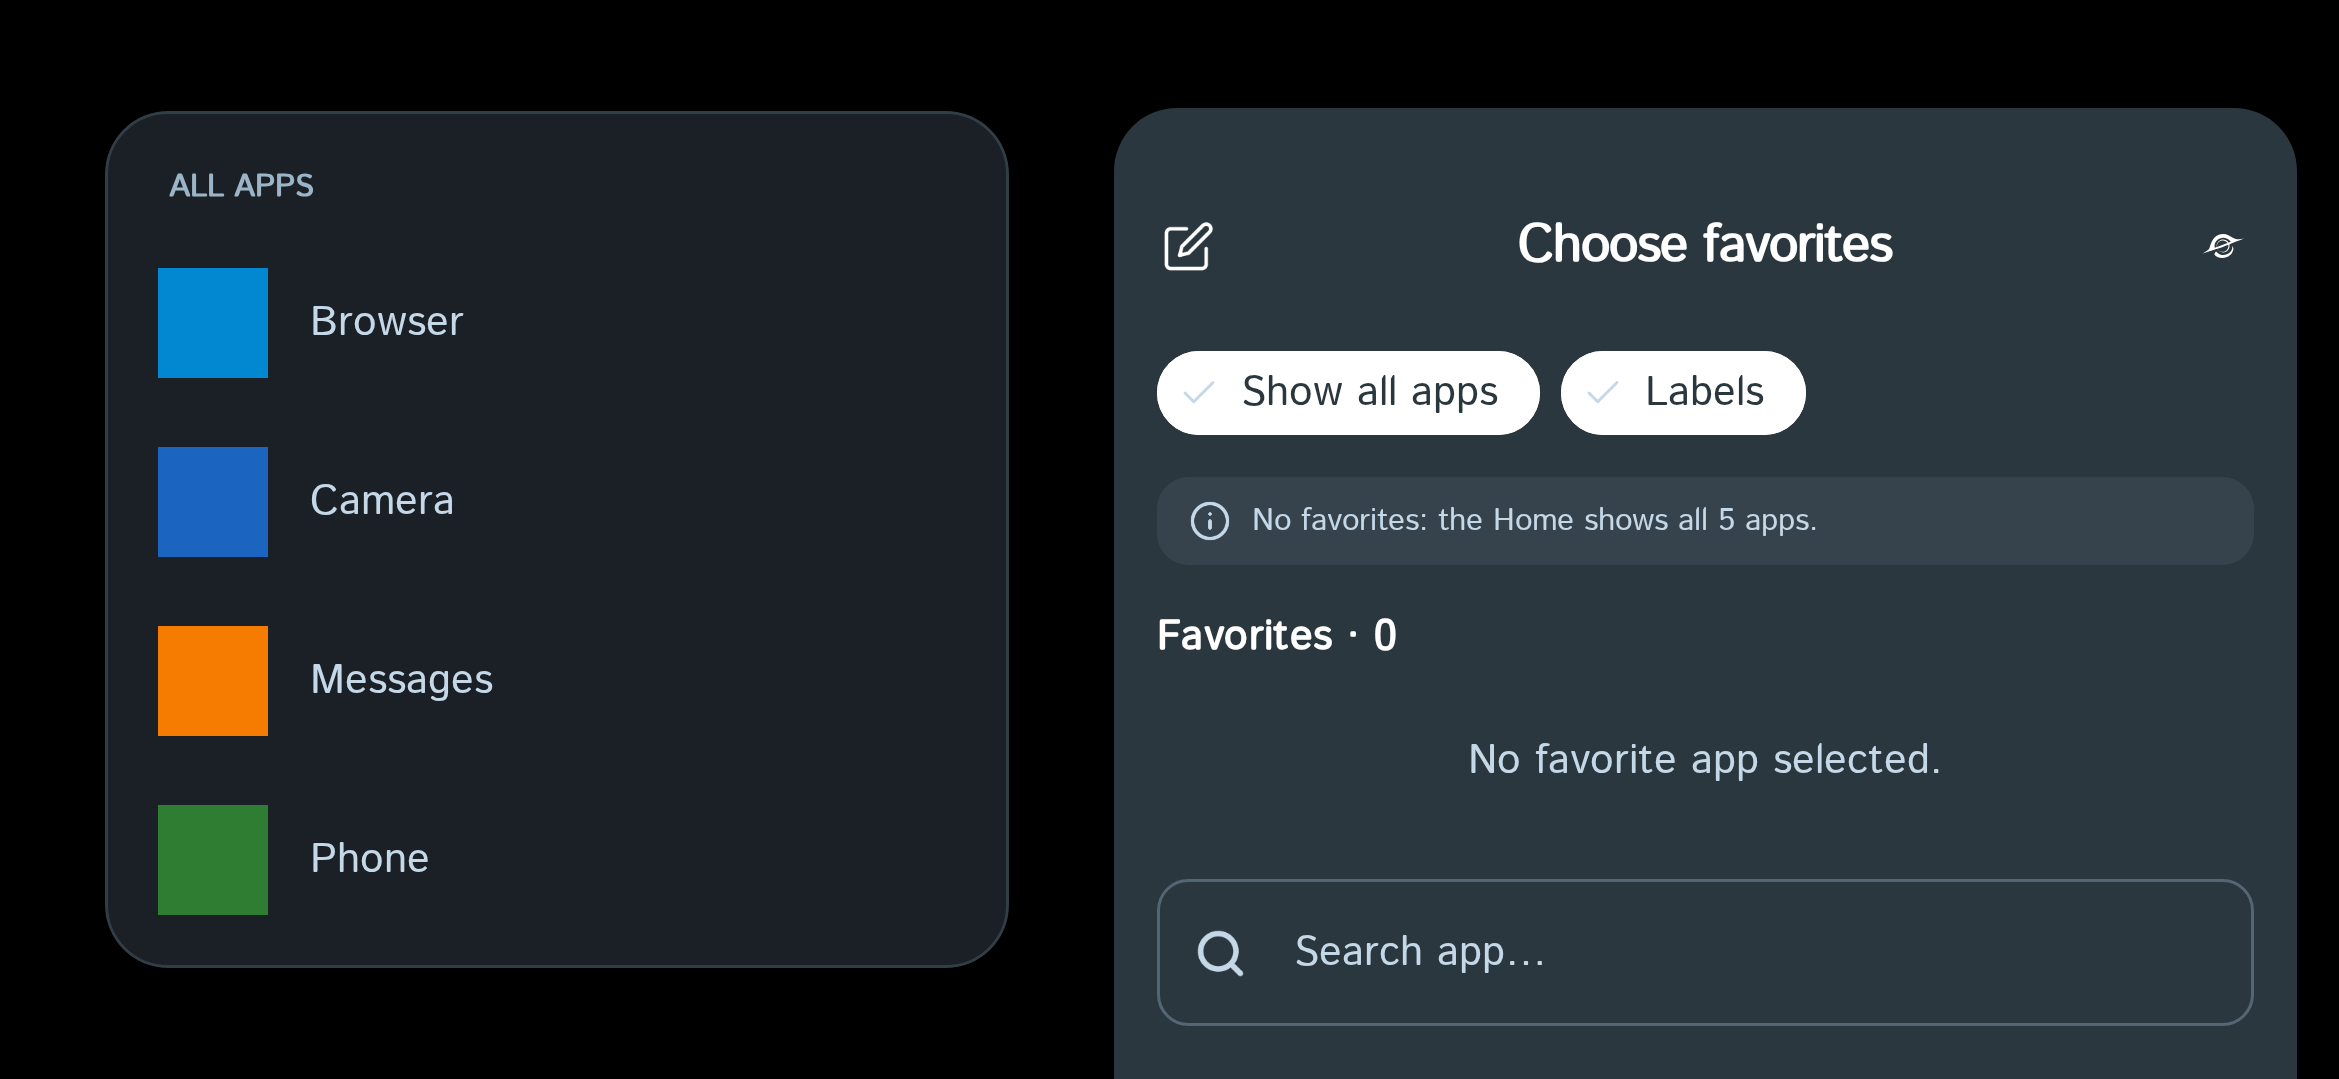 ALL APPS
Browser
Camera
Messages
Phone
Choose favorites
Show all apps
Labels
No favorites: the Home shows all 5 apps.
Favorites · 0
No favorite app selected.
Search app...